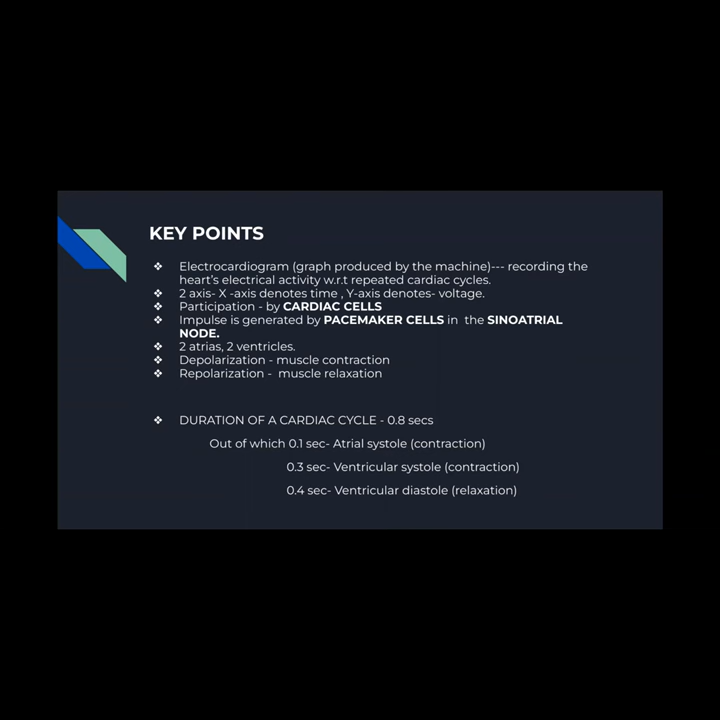 KEY POINTS
❖ Electrocardiogram (graph produced by the machine)--- recording the
heart's electrical activity w.r.t repeated cardiac cycles.
❖ 2 axis- X -axis denotes time , Y-axis denotes- voltage.
❖ Participation - by CARDIAC CELLS
❖ Impulse is generated by PACEMAKER CELLS in the SINOATRIAL
NODE.
❖ 2 atrias, 2 ventricles.
❖ Depolarization - muscle contraction
❖ Repolarization - muscle relaxation
❖ DURATION OF A CARDIAC CYCLE - 0.8 secs
Out of which 0.1 sec- Atrial systole (contraction)
0.3 sec- Ventricular systole (contraction)
0.4 sec- Ventricular diastole (relaxation)